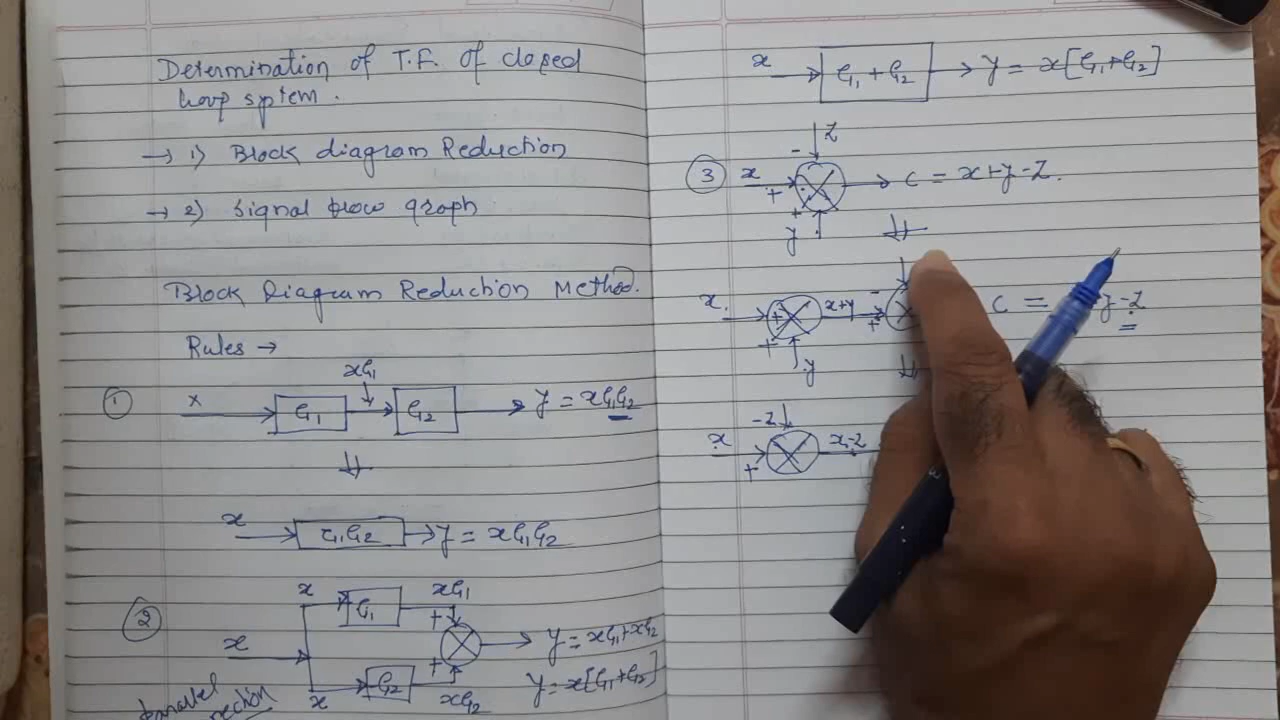 Determination of T.F. of closed
loop system.
→ 1) Block diagram Reduction
→ 2) Signal flow graph
Block Diagram Reduction Method.
Rules →
xG1
① x G1 G2 y = xG1G2
⇓
x G1G2 y = xG1G2
② x G1 xG1
+
x y = xG1+xG2
+
x G2 xG2 y = x[G1+G2]
x G1 + G2 y = x[G1+G2]
- Z
③ x + C = x+y-Z.
+
y
⇓
-
x + x+y + C = y-Z
+ y
⇓
-Z
x + x-Z